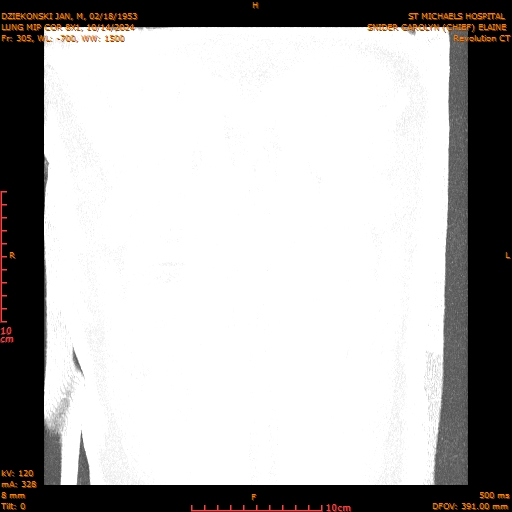 H
DZIEKONSKI JAN, M, 02/18/1953
ST MICHAELS HOSPITAL
LUNG MIP COR 8X1, 10/14/2024
SNIDER CAROLYN (CHIEF) ELAINE
Fr: 305, WL: -700, WW: 1500
Revolution CT
R
L
10
cm
kV: 120
mA: 328
8 mm
F
500 ms
Tilt: 0
10cm
DFOV: 391.00 mm